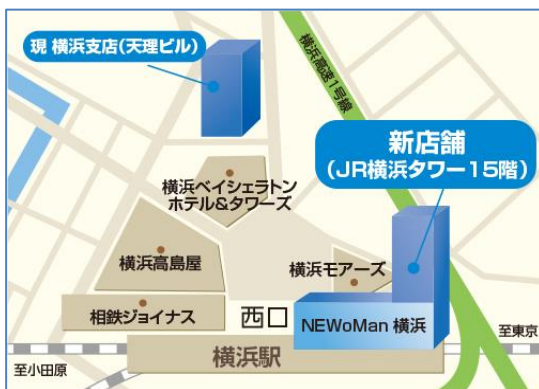 現 横浜支店(天理ビル)
横浜高速1号線
新店舗
(JR横浜タワー15階)
横浜ベイシェラトン
ホテル&タワーズ
横浜高島屋
横浜モアーズ
相鉄ジョイナス
西口
NEWoMan 横浜
至東京
横浜駅
至小田原